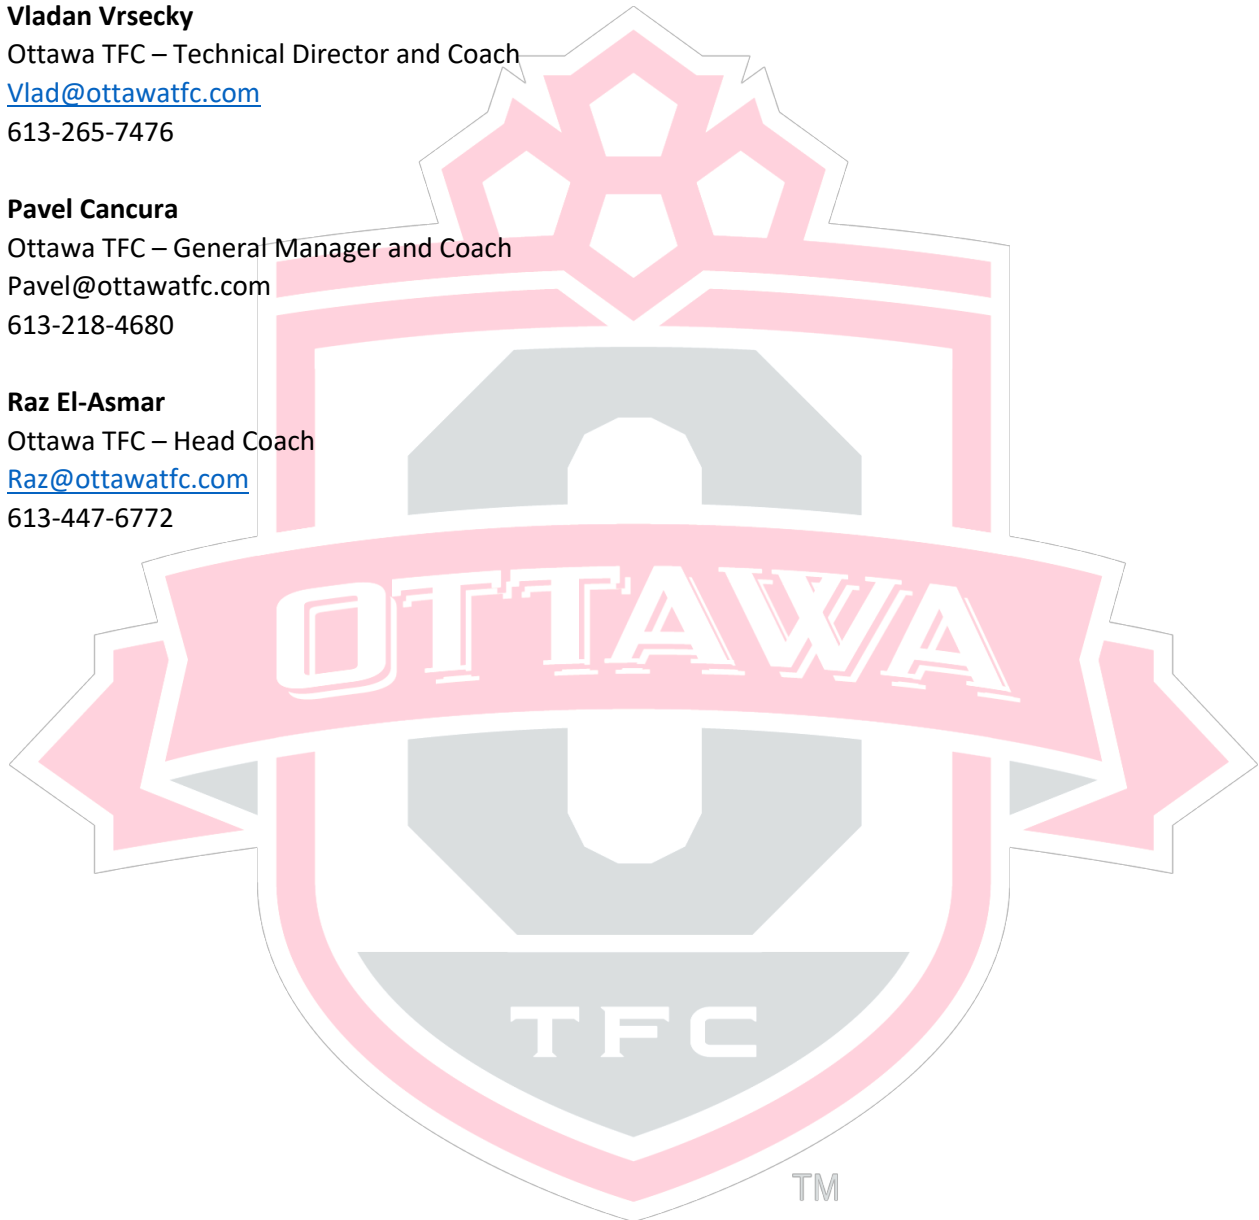 Vladan Vrsecky
Ottawa TFC – Technical Director and Coach
Vlad@ottawatfc.com
613-265-7476
Pavel Cancura
Ottawa TFC – General Manager and Coach
Pavel@ottawatfc.com
613-218-4680
Raz El-Asmar
Ottawa TFC – Head Coach
Raz@ottawatfc.com
613-447-6772
OTTAWA
TFC
TM